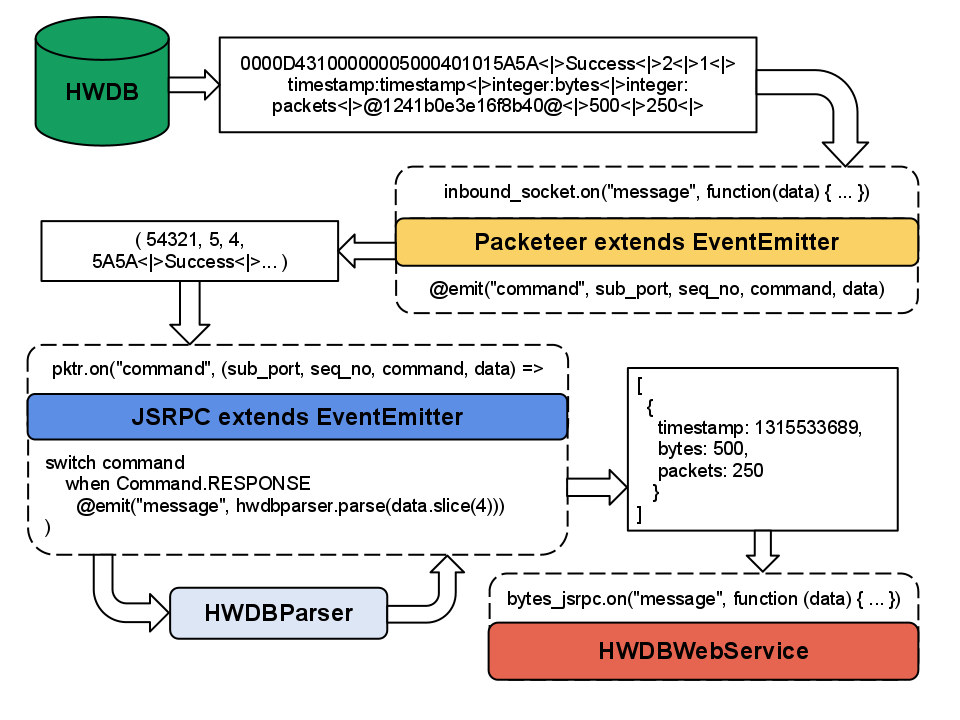 HWDB
0000D431000000005000401015A5A<|>Success<|>2<|>1<|>
timestamp:timestamp<|>integer:bytes<|>integer:
packets<|>@1241b0e3e16f8b40@<|>500<|>250<|>
inbound_socket.on("message", function(data) { ... })
Packeteer extends EventEmitter
@emit("command", sub_port, seq_no, command, data)
( 54321, 5, 4,
5A5A<|>Success<|>... )
pktr.on("command", (sub_port, seq_no, command, data) =>
JSRPC extends EventEmitter
switch command
when Command.RESPONSE
@emit("message", hwdbparser.parse(data.slice(4)))
)
HWDBParser
[
{
timestamp: 1315533689,
bytes: 500,
packets: 250
}
]
bytes_jsrpc.on("message", function (data) { ... })
HWDBWebService